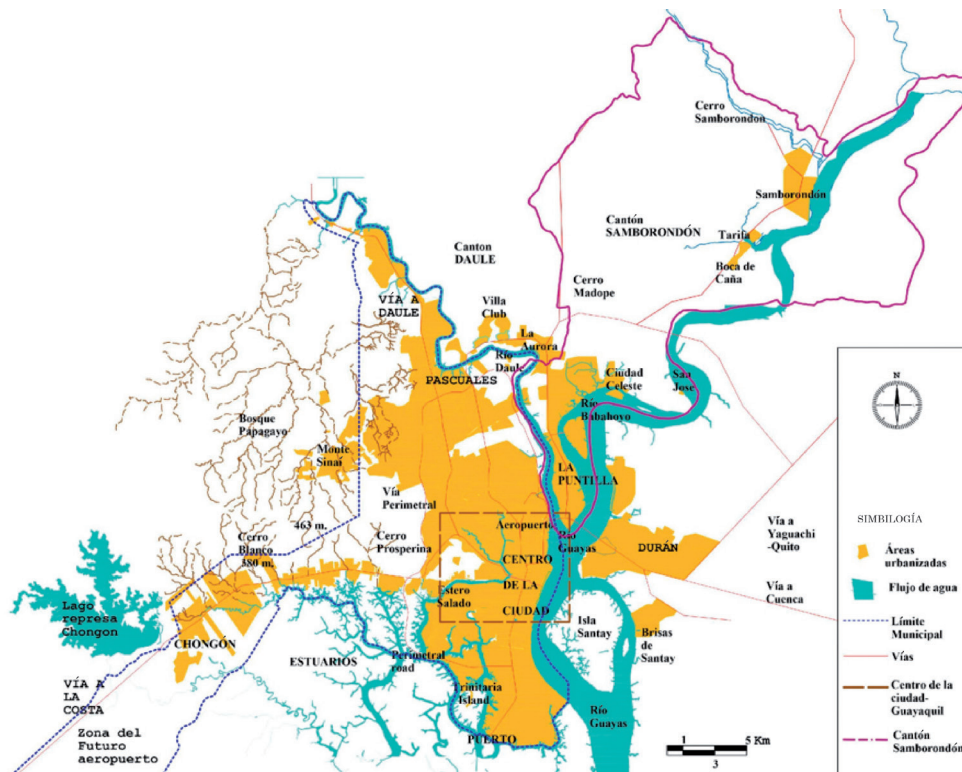 Cerro
Samborondon
Samborondón
Cantón
SAMBORONDÓN
Tarifa
Boca de
Caña
Canton
DAULE
Cerro
Madope
VÍA A
DAULE
Villa
Club
La
Aurora
Río
Daule
PASCUALES
Ciudad
Celeste
Saa
Jose
Río
Babahoyo
Bosque
Papagayo
Monte
Sinaí
LA
PUNTILLA
Vía
Perimetral
463 m.
Aeropuerto
Río
Guayas
Cerro
Blanco
380 m.
Cerro
Prosperina
CENTRO
DE LA
CIUDAD
DURÁN
Vía a
Yaguachi
-Quito
Vía a
Cuenca
Estero
Salado
Lago
represa
Chongon
CHONGÓN
ESTUARIOS
Perimetral
road
Isla
Santay
Brisas
de
Santay
VÍA A
LA
COSTA
Trinitaria
Island
Río
Guayas
Zona del
Futuro
aeropuerto
PUERTO
1 5 Km
3
N
SIMBILOGÍA
Áreas
urbanizadas
Flujo de agua
Límite
Municipal
Vías
Centro de la
ciudad-
Guayaquil
Cantón
Samborondón